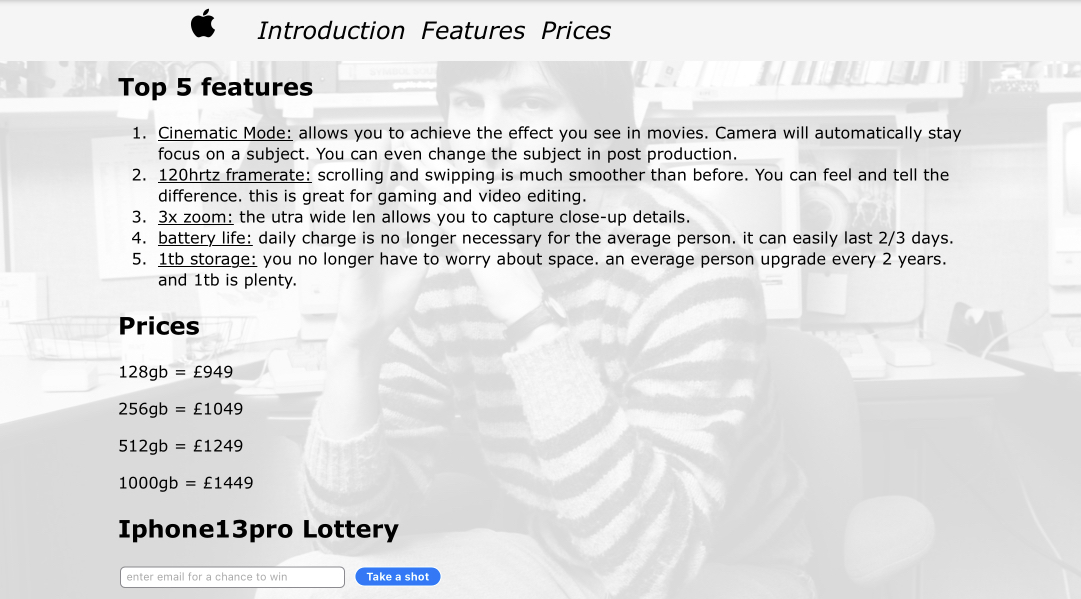 Introduction Features Prices
Top 5 features
1. Cinematic Mode: allows you to achieve the effect you see in movies. Camera will automatically stay
focus on a subject. You can even change the subject in post production.
2. 120hrtz framerate: scrolling and swipping is much smoother than before. You can feel and tell the
difference. this is great for gaming and video editing.
3. 3x zoom: the utra wide len allows you to capture close-up details.
4. battery life: daily charge is no longer necessary for the average person. it can easily last 2/3 days.
5. 1tb storage: you no longer have to worry about space. an everage person upgrade every 2 years.
and 1tb is plenty.
Prices
128gb = £949
256gb = £1049
512gb = £1249
1000gb = £1449
Iphone13pro Lottery
enter email for a chance to win Take a shot